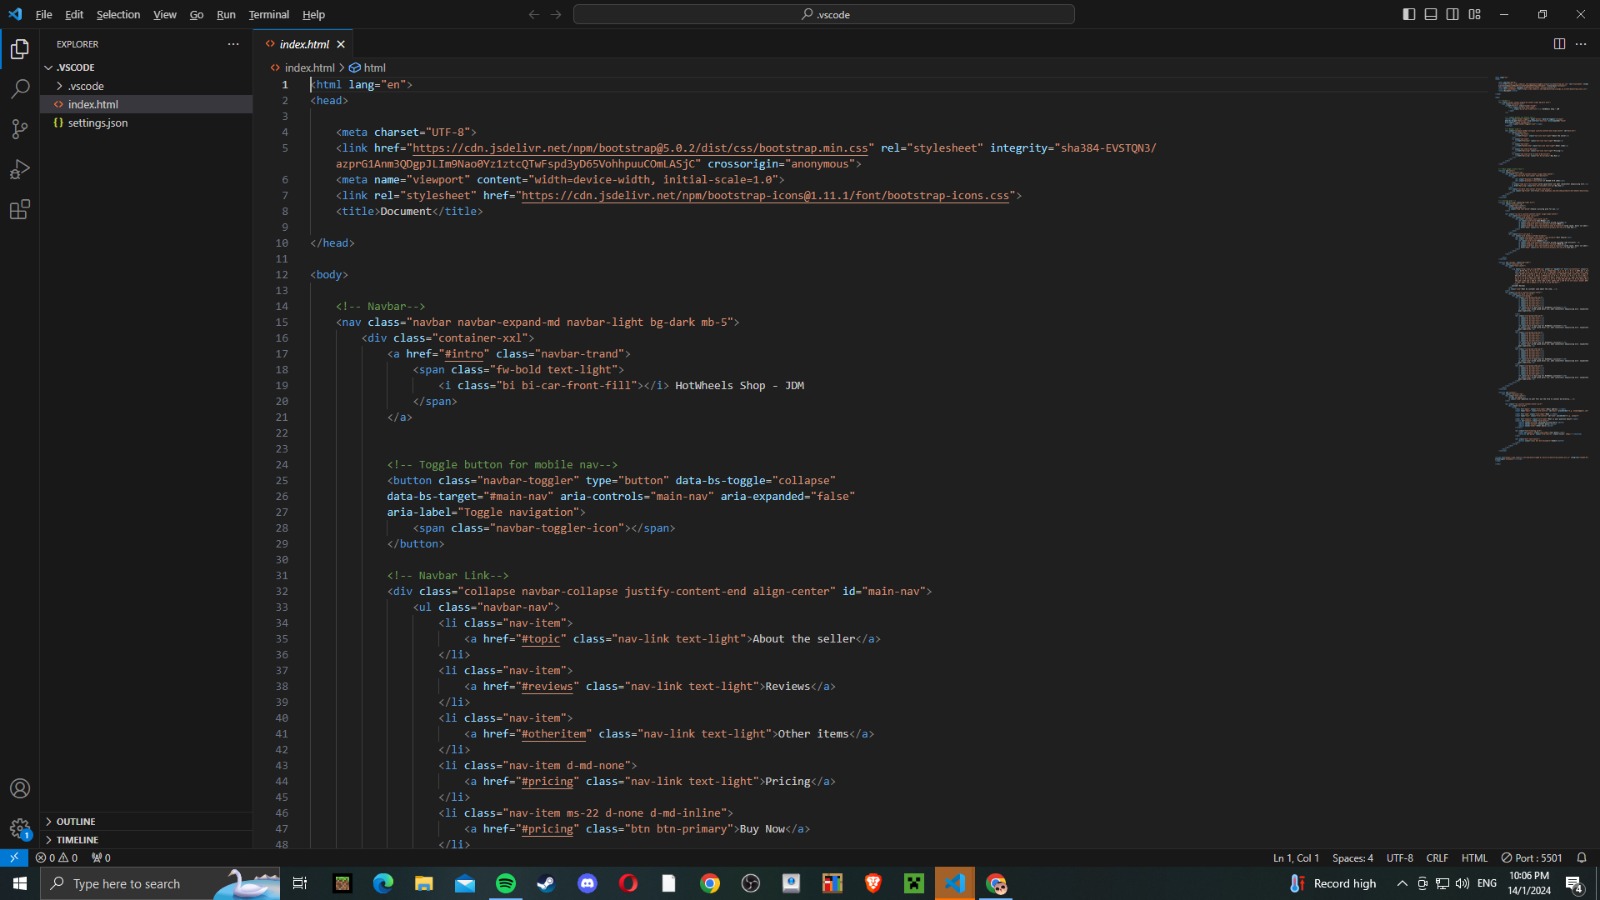 File Edit Selection View Go Run Terminal Help
.vscode
EXPLORER
index.html
.VSCODE
.vscode
index.html
settings.json
OUTLINE
TIMELINE
index.html > html
1 <html lang="en">
2 <head>
3
4 <meta charset="UTF-8">
5 <link href="https://cdn.jsdelivr.net/npm/bootstrap@5.0.2/dist/css/bootstrap.min.css" rel="stylesheet" integrity="sha384-EVSTQN3/
azprG1Anm3QDgpJLIm9Nao0Yz1ztcQTwFspd3yD65VohhpuuCOmLASjC" crossorigin="anonymous">
6 <meta name="viewport" content="width=device-width, initial-scale=1.0">
7 <link rel="stylesheet" href="https://cdn.jsdelivr.net/npm/bootstrap-icons@1.11.1/font/bootstrap-icons.css">
8 <title>Document</title>
9
10 </head>
11
12 <body>
13
14 <!-- Navbar-->
15 <nav class="navbar navbar-expand-md navbar-light bg-dark mb-5">
16 <div class="container-xxl">
17 <a href="#intro" class="navbar-trand">
18 <span class="fw-bold text-light">
19 <i class="bi bi-car-front-fill"></i> HotWheels Shop - JDM
20 </span>
21 </a>
22
23
24 <!-- Toggle button for mobile nav-->
25 <button class="navbar-toggler" type="button" data-bs-toggle="collapse"
26 data-bs-target="#main-nav" aria-controls="main-nav" aria-expanded="false"
27 aria-label="Toggle navigation">
28 <span class="navbar-toggler-icon"></span>
29 </button>
30
31 <!-- Navbar Link-->
32 <div class="collapse navbar-collapse justify-content-end align-center" id="main-nav">
33 <ul class="navbar-nav">
34 <li class="nav-item">
35 <a href="#topic" class="nav-link text-light">About the seller</a>
36 </li>
37 <li class="nav-item">
38 <a href="#reviews" class="nav-link text-light">Reviews</a>
39 </li>
40 <li class="nav-item">
41 <a href="#otheritem" class="nav-link text-light">Other items</a>
42 </li>
43 <li class="nav-item d-md-none">
44 <a href="#pricing" class="nav-link text-light">Pricing</a>
45 </li>
46 <li class="nav-item ms-22 d-none d-md-inline">
47 <a href="#pricing" class="btn btn-primary">Buy Now</a>
48 </li>
0 0 0
Ln 1, Col 1 Spaces: 4 UTF-8 CRLF HTML Port : 5501
1
Type here to search
Record high
ENG
10:06 PM
14/1/2024
4